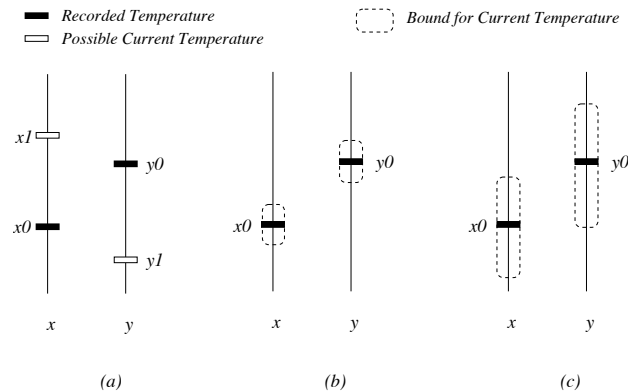 Recorded Temperature
Possible Current Temperature
Bound for Current Temperature
x1
y0
x0
y1
x y
(a)
y0
x0
x y
(b)
y0
x0
x y
(c)